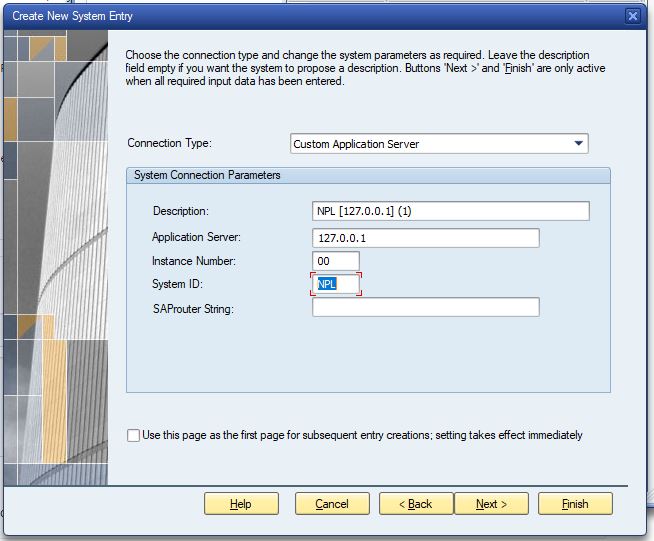 Create New System Entry
Choose the connection type and change the system parameters as required. Leave the description
field empty if you want the system to propose a description. Buttons 'Next >' and 'Finish' are only active
when all required input data has been entered.
Connection Type: Custom Application Server
System Connection Parameters
Description: NPL [127.0.0.1] (1)
Application Server: 127.0.0.1
Instance Number: 00
System ID: NPL
SAProuter String:
Use this page as the first page for subsequent entry creations; setting takes effect immediately
Help Cancel < Back Next > Finish